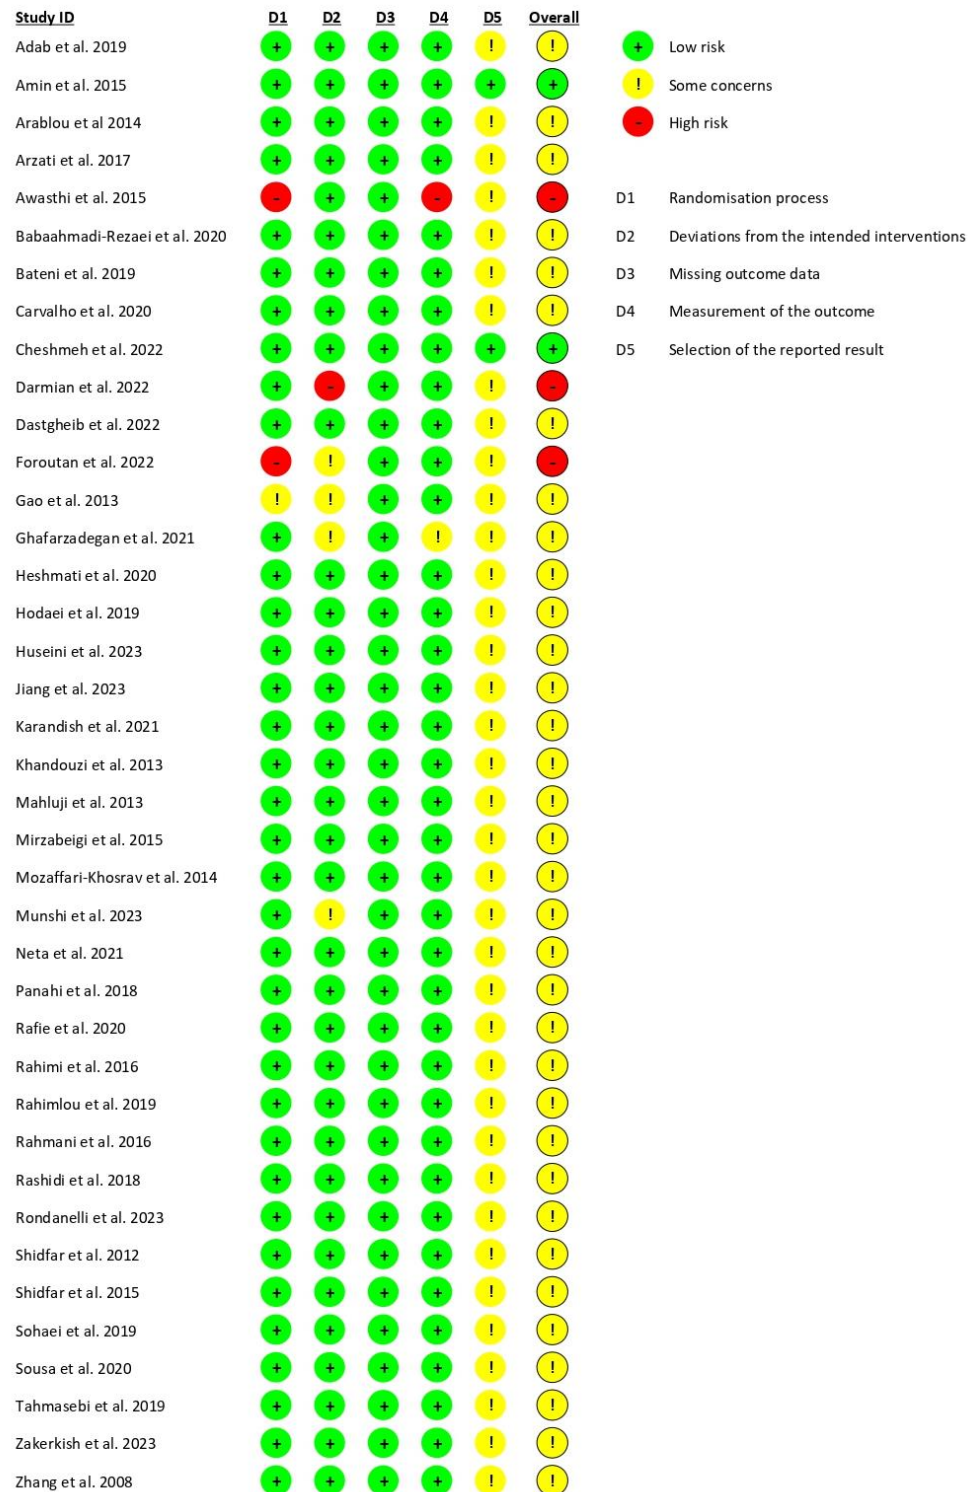 Study ID D1 D2 D3 D4 D5 Overall
Adab et al. 2019 + + + + ! ! + Low risk
Amin et al. 2015 + + + + + + ! Some concerns
Arablou et al 2014 + + + + ! ! - High risk
Arzati et al. 2017 + + + + ! !
Awasthi et al. 2015 - + + - ! - D1 Randomisation process
Babaahmadi-Rezaei et al. 2020 + + + + ! ! D2 Deviations from the intended interventions
Bateni et al. 2019 + + + + ! ! D3 Missing outcome data
Carvalho et al. 2020 + + + + ! ! D4 Measurement of the outcome
Cheshmeh et al. 2022 + + + + + + D5 Selection of the reported result
Darmian et al. 2022 + - + + ! -
Dastgheib et al. 2022 + + + + ! !
Foroutan et al. 2022 - ! + + ! -
Gao et al. 2013 ! ! + + ! !
Ghafarzadegan et al. 2021 + ! + ! ! !
Heshmati et al. 2020 + + + + ! !
Hodaei et al. 2019 + + + + ! !
Huseini et al. 2023 + + + + ! !
Jiang et al. 2023 + + + + ! !
Karandish et al. 2021 + + + + ! !
Khandouzi et al. 2013 + + + + ! !
Mahluji et al. 2013 + + + + ! !
Mirzabeigi et al. 2015 + + + + ! !
Mozaffari-Khosrav et al. 2014 + + + + ! !
Munshi et al. 2023 + ! + + ! !
Neta et al. 2021 + + + + ! !
Panahi et al. 2018 + + + + ! !
Rafie et al. 2020 + + + + ! !
Rahimi et al. 2016 + + + + ! !
Rahimlou et al. 2019 + + + + ! !
Rahmani et al. 2016 + + + + ! !
Rashidi et al. 2018 + + + + ! !
Rondanelli et al. 2023 + + + + ! !
Shidfar et al. 2012 + + + + ! !
Shidfar et al. 2015 + + + + ! !
Sohaei et al. 2019 + + + + ! !
Sousa et al. 2020 + + + + ! !
Tahmasebi et al. 2019 + + + + ! !
Zakerkish et al. 2023 + + + + ! !
Zhang et al. 2008 + + + + ! !